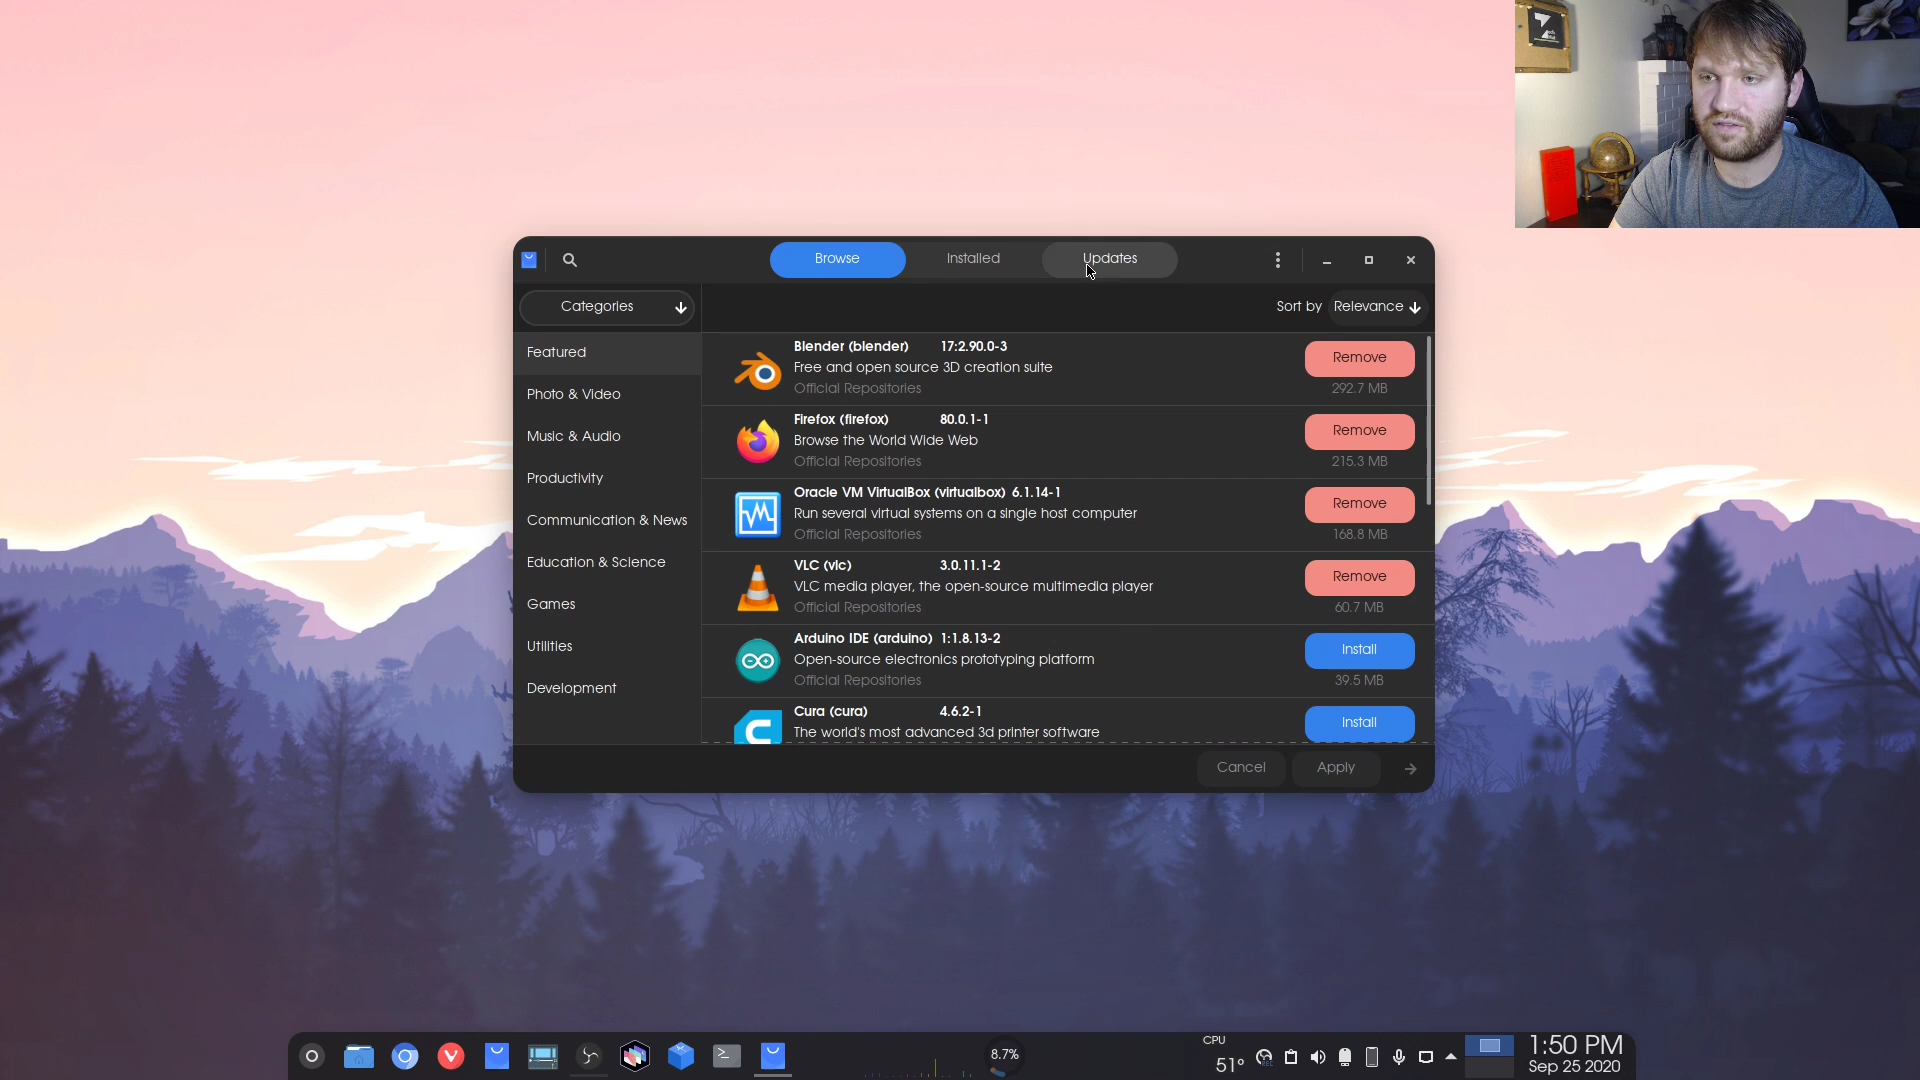 Browse
Installed
Updates
Categories
Sort by Relevance
Featured
Photo & Video
Music & Audio
Productivity
Communication & News
Education & Science
Games
Utilities
Development
Blender (blender) 17:2.90.0-3
Free and open source 3D creation suite
Official Repositories
Remove
292.7 MB
Firefox (firefox) 80.0.1-1
Browse the World Wide Web
Official Repositories
Remove
215.3 MB
Oracle VM VirtualBox (virtualbox) 6.1.14-1
Run several virtual systems on a single host computer
Official Repositories
Remove
168.8 MB
VLC (vlc) 3.0.11.1-2
VLC media player, the open-source multimedia player
Official Repositories
Remove
60.7 MB
Arduino IDE (arduino) 1:1.8.13-2
Open-source electronics prototyping platform
Official Repositories
Install
39.5 MB
Cura (cura) 4.6.2-1
The world's most advanced 3d printer software
Install
Cancel
Apply
8.7%
CPU
51°
1:50 PM
Sep 25 2020